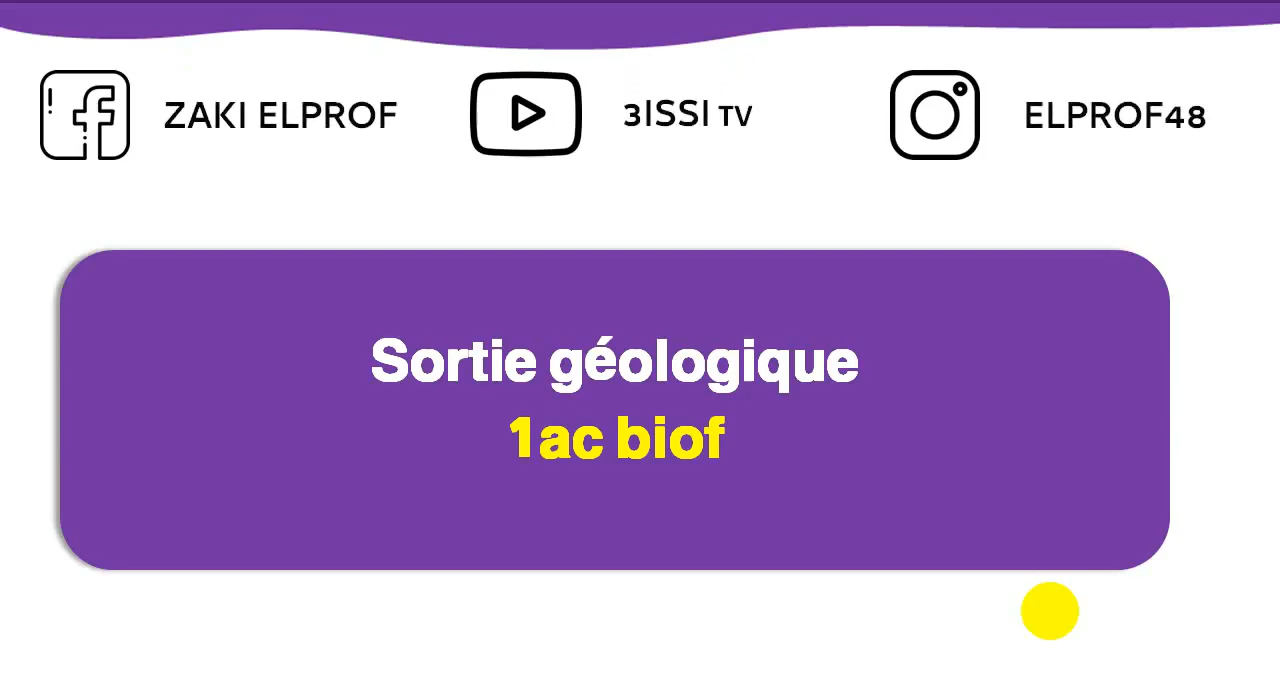 ZAKI ELPROF
3ISSI TV
ELPROF48
Sortie géologique
1ac biof